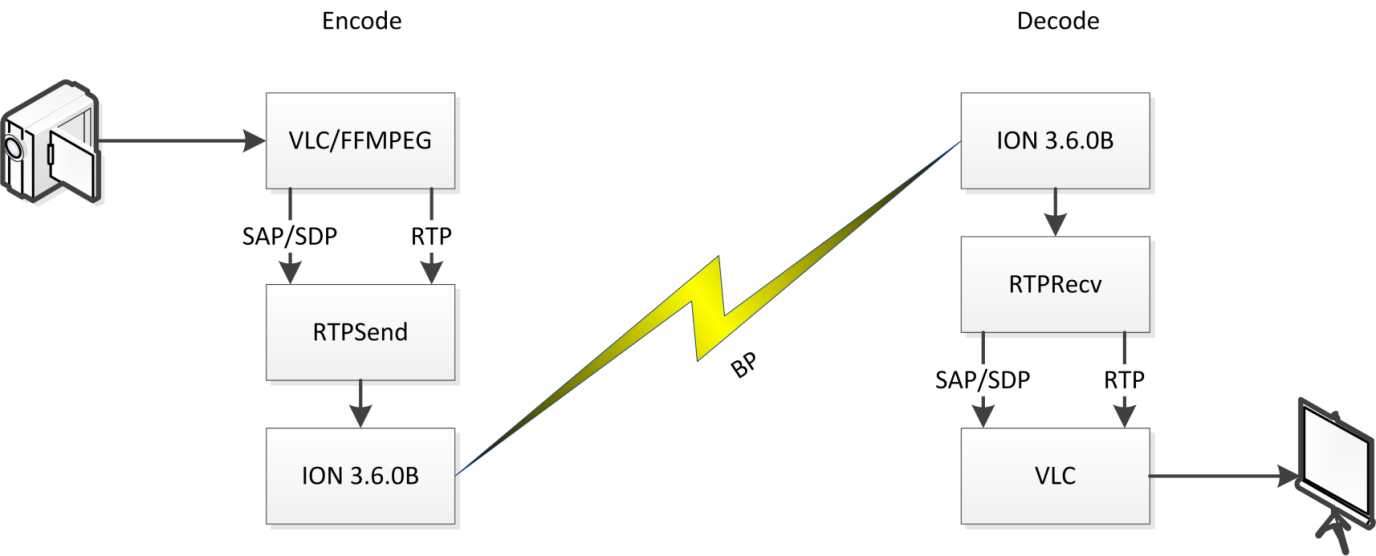 Encode
VLC/FFMPEG
SAP/SDP RTP
RTPSend
ION 3.6.0B
BP
Decode
ION 3.6.0B
RTPRecv
SAP/SDP RTP
VLC